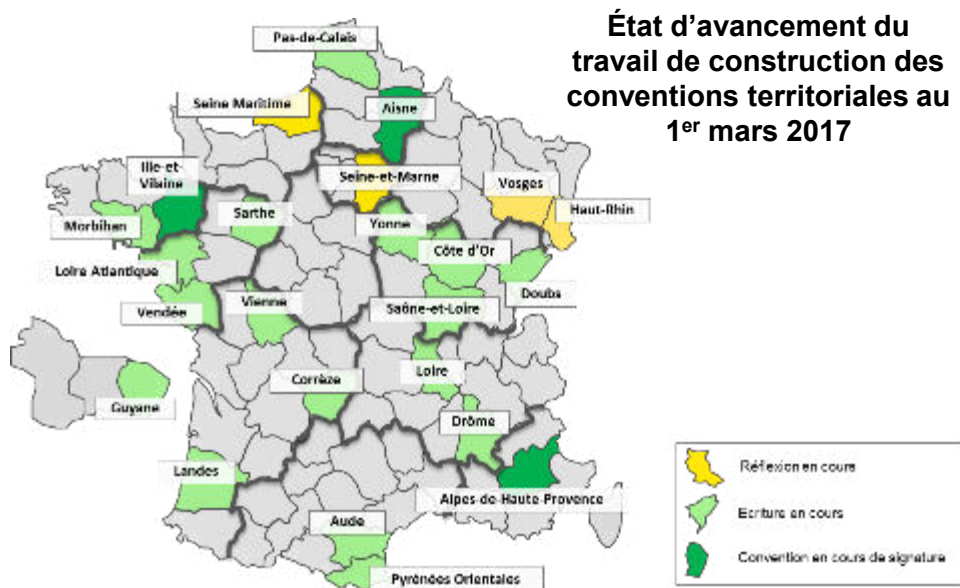 État d’avancement du
travail de construction des
conventions territoriales au
1er mars 2017
Pas-de-Calais
Seine Maritime
Aisne
Ille-et-
Vilaine
Seine-et-Marne
Vosges
Haut-Rhin
Sarthe
Yonne
Morbihan
Côte d'Or
Loire Atlantique
Doubs
Vienne
Saône-et-Loire
Vendée
Loire
Corrèze
Guyane
Drôme
Landes
Alpes-de-Haute Provence
Aude
Pyrénées Orientales
Réflexion en cours
Ecriture en cours
Convention en cours de signature